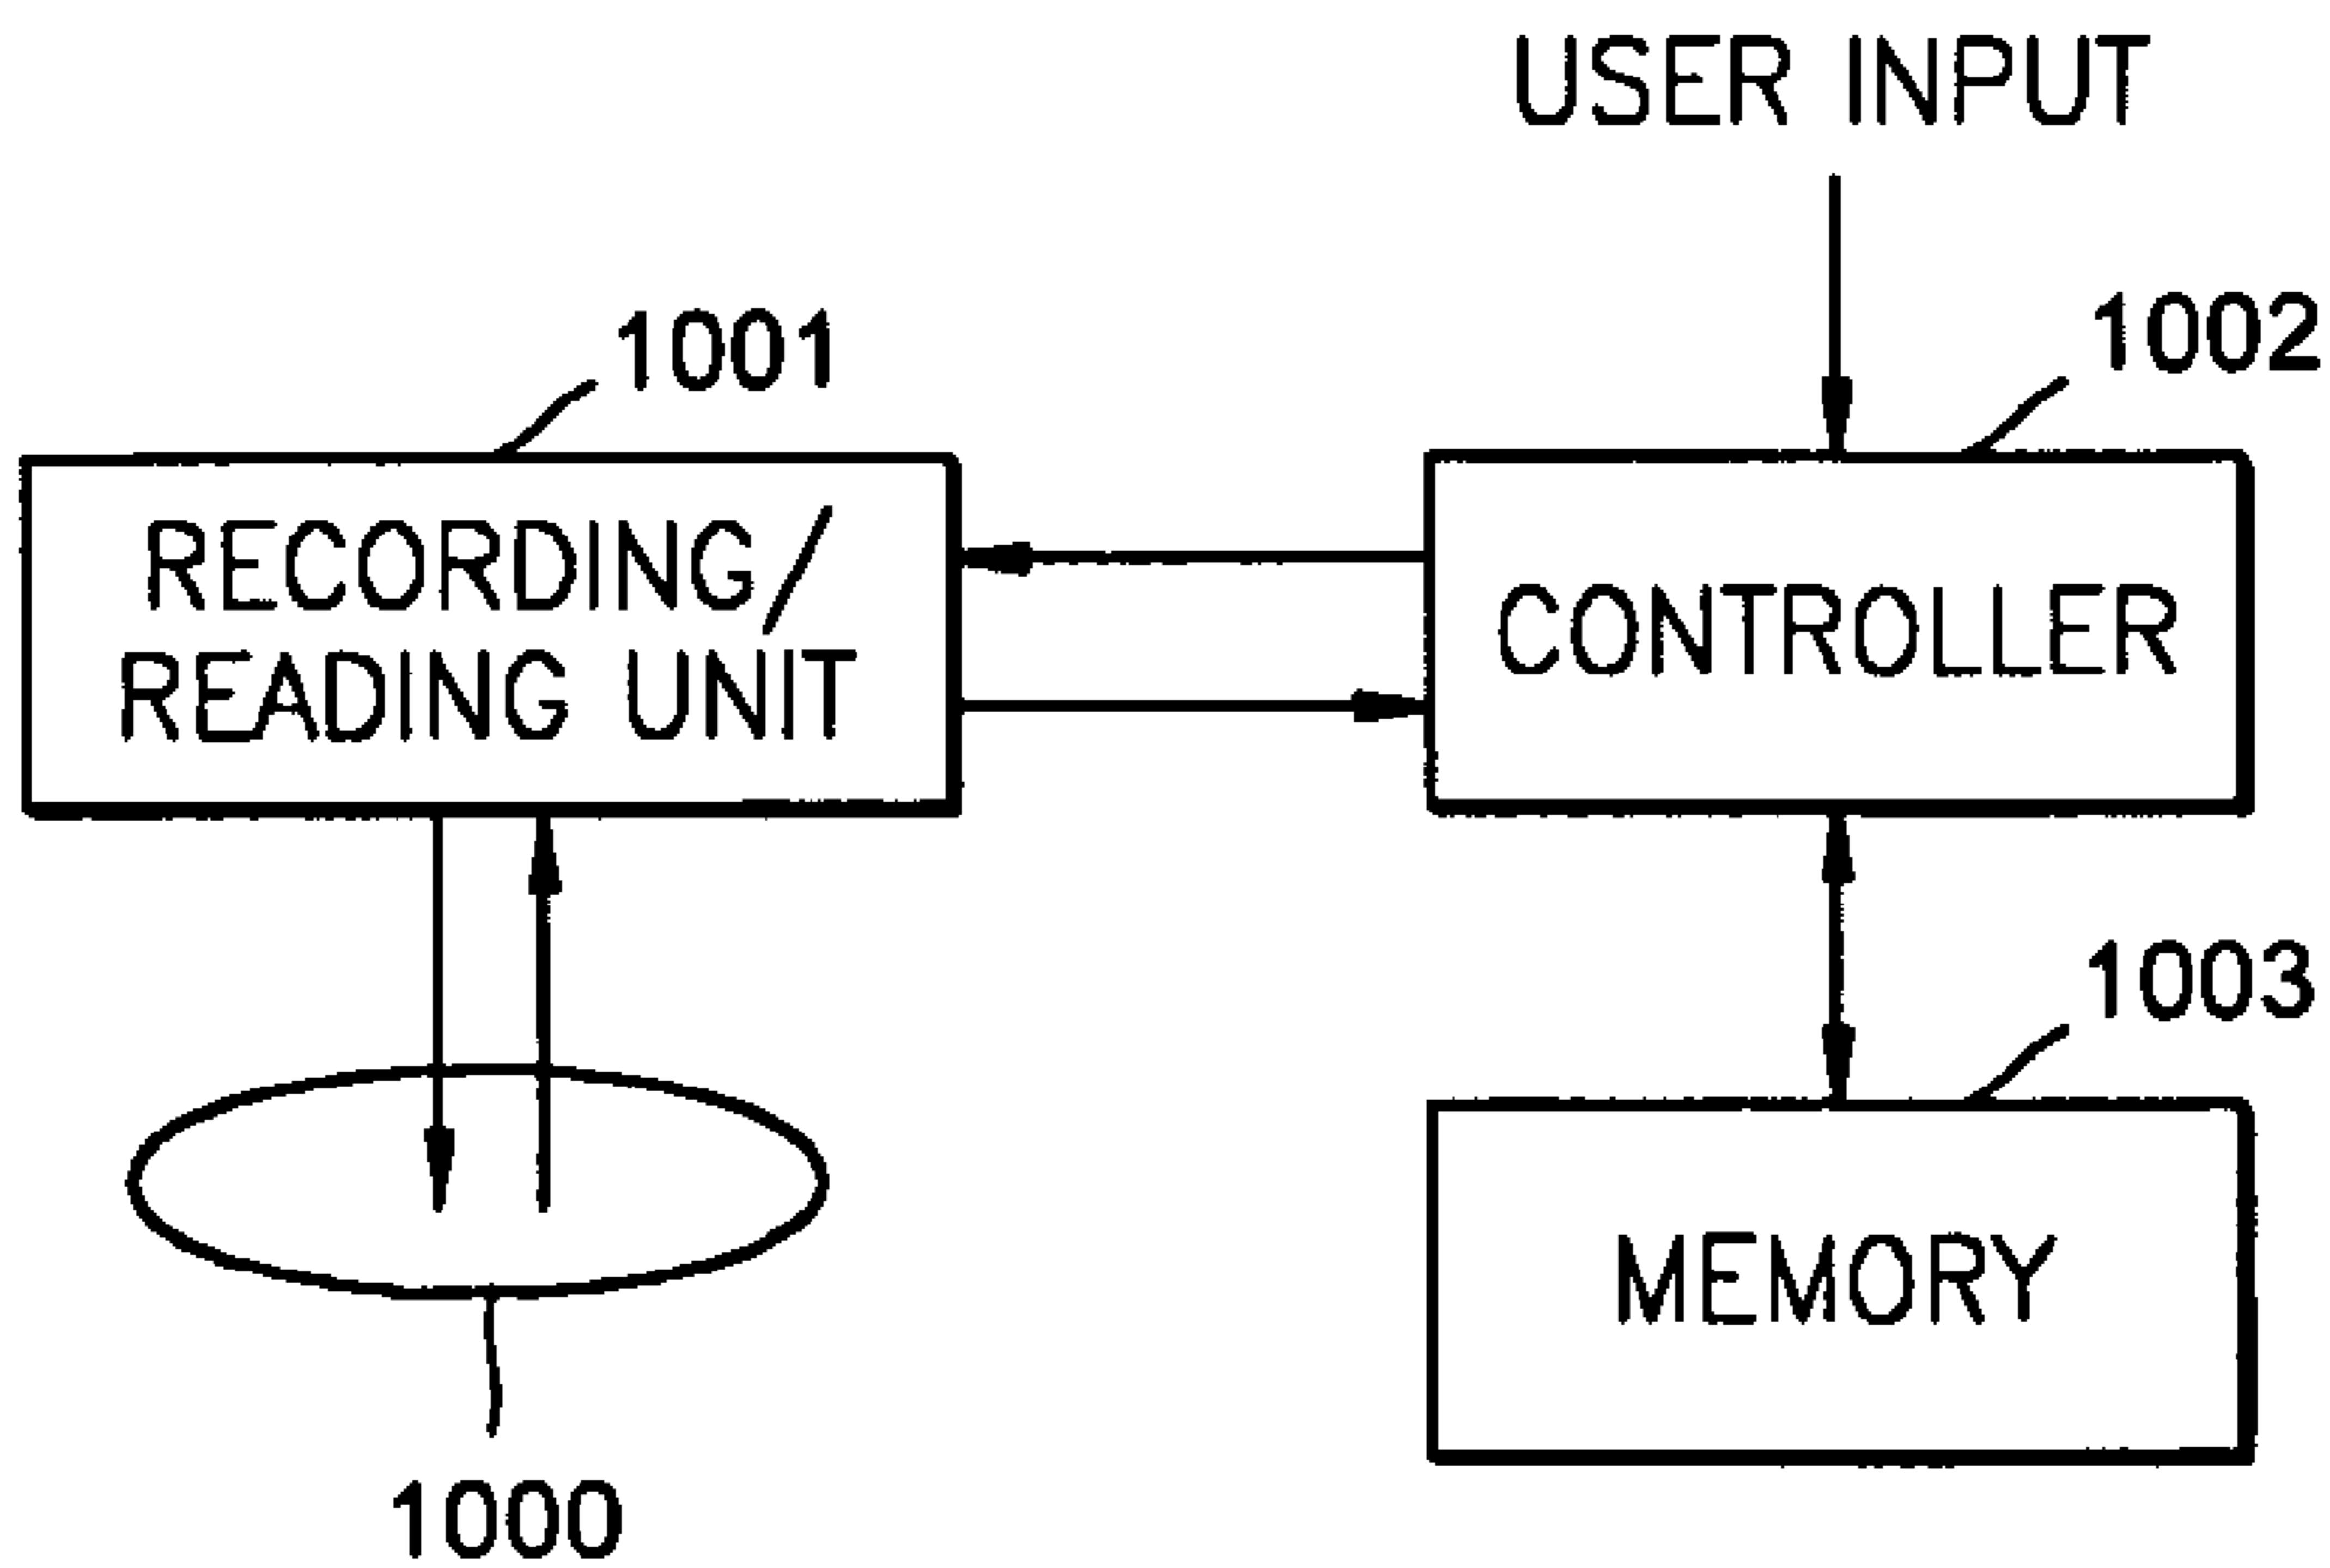 USER INPUT
1001
1002
RECORDING/
READING UNIT
CONTROLLER
1003
MEMORY
1000